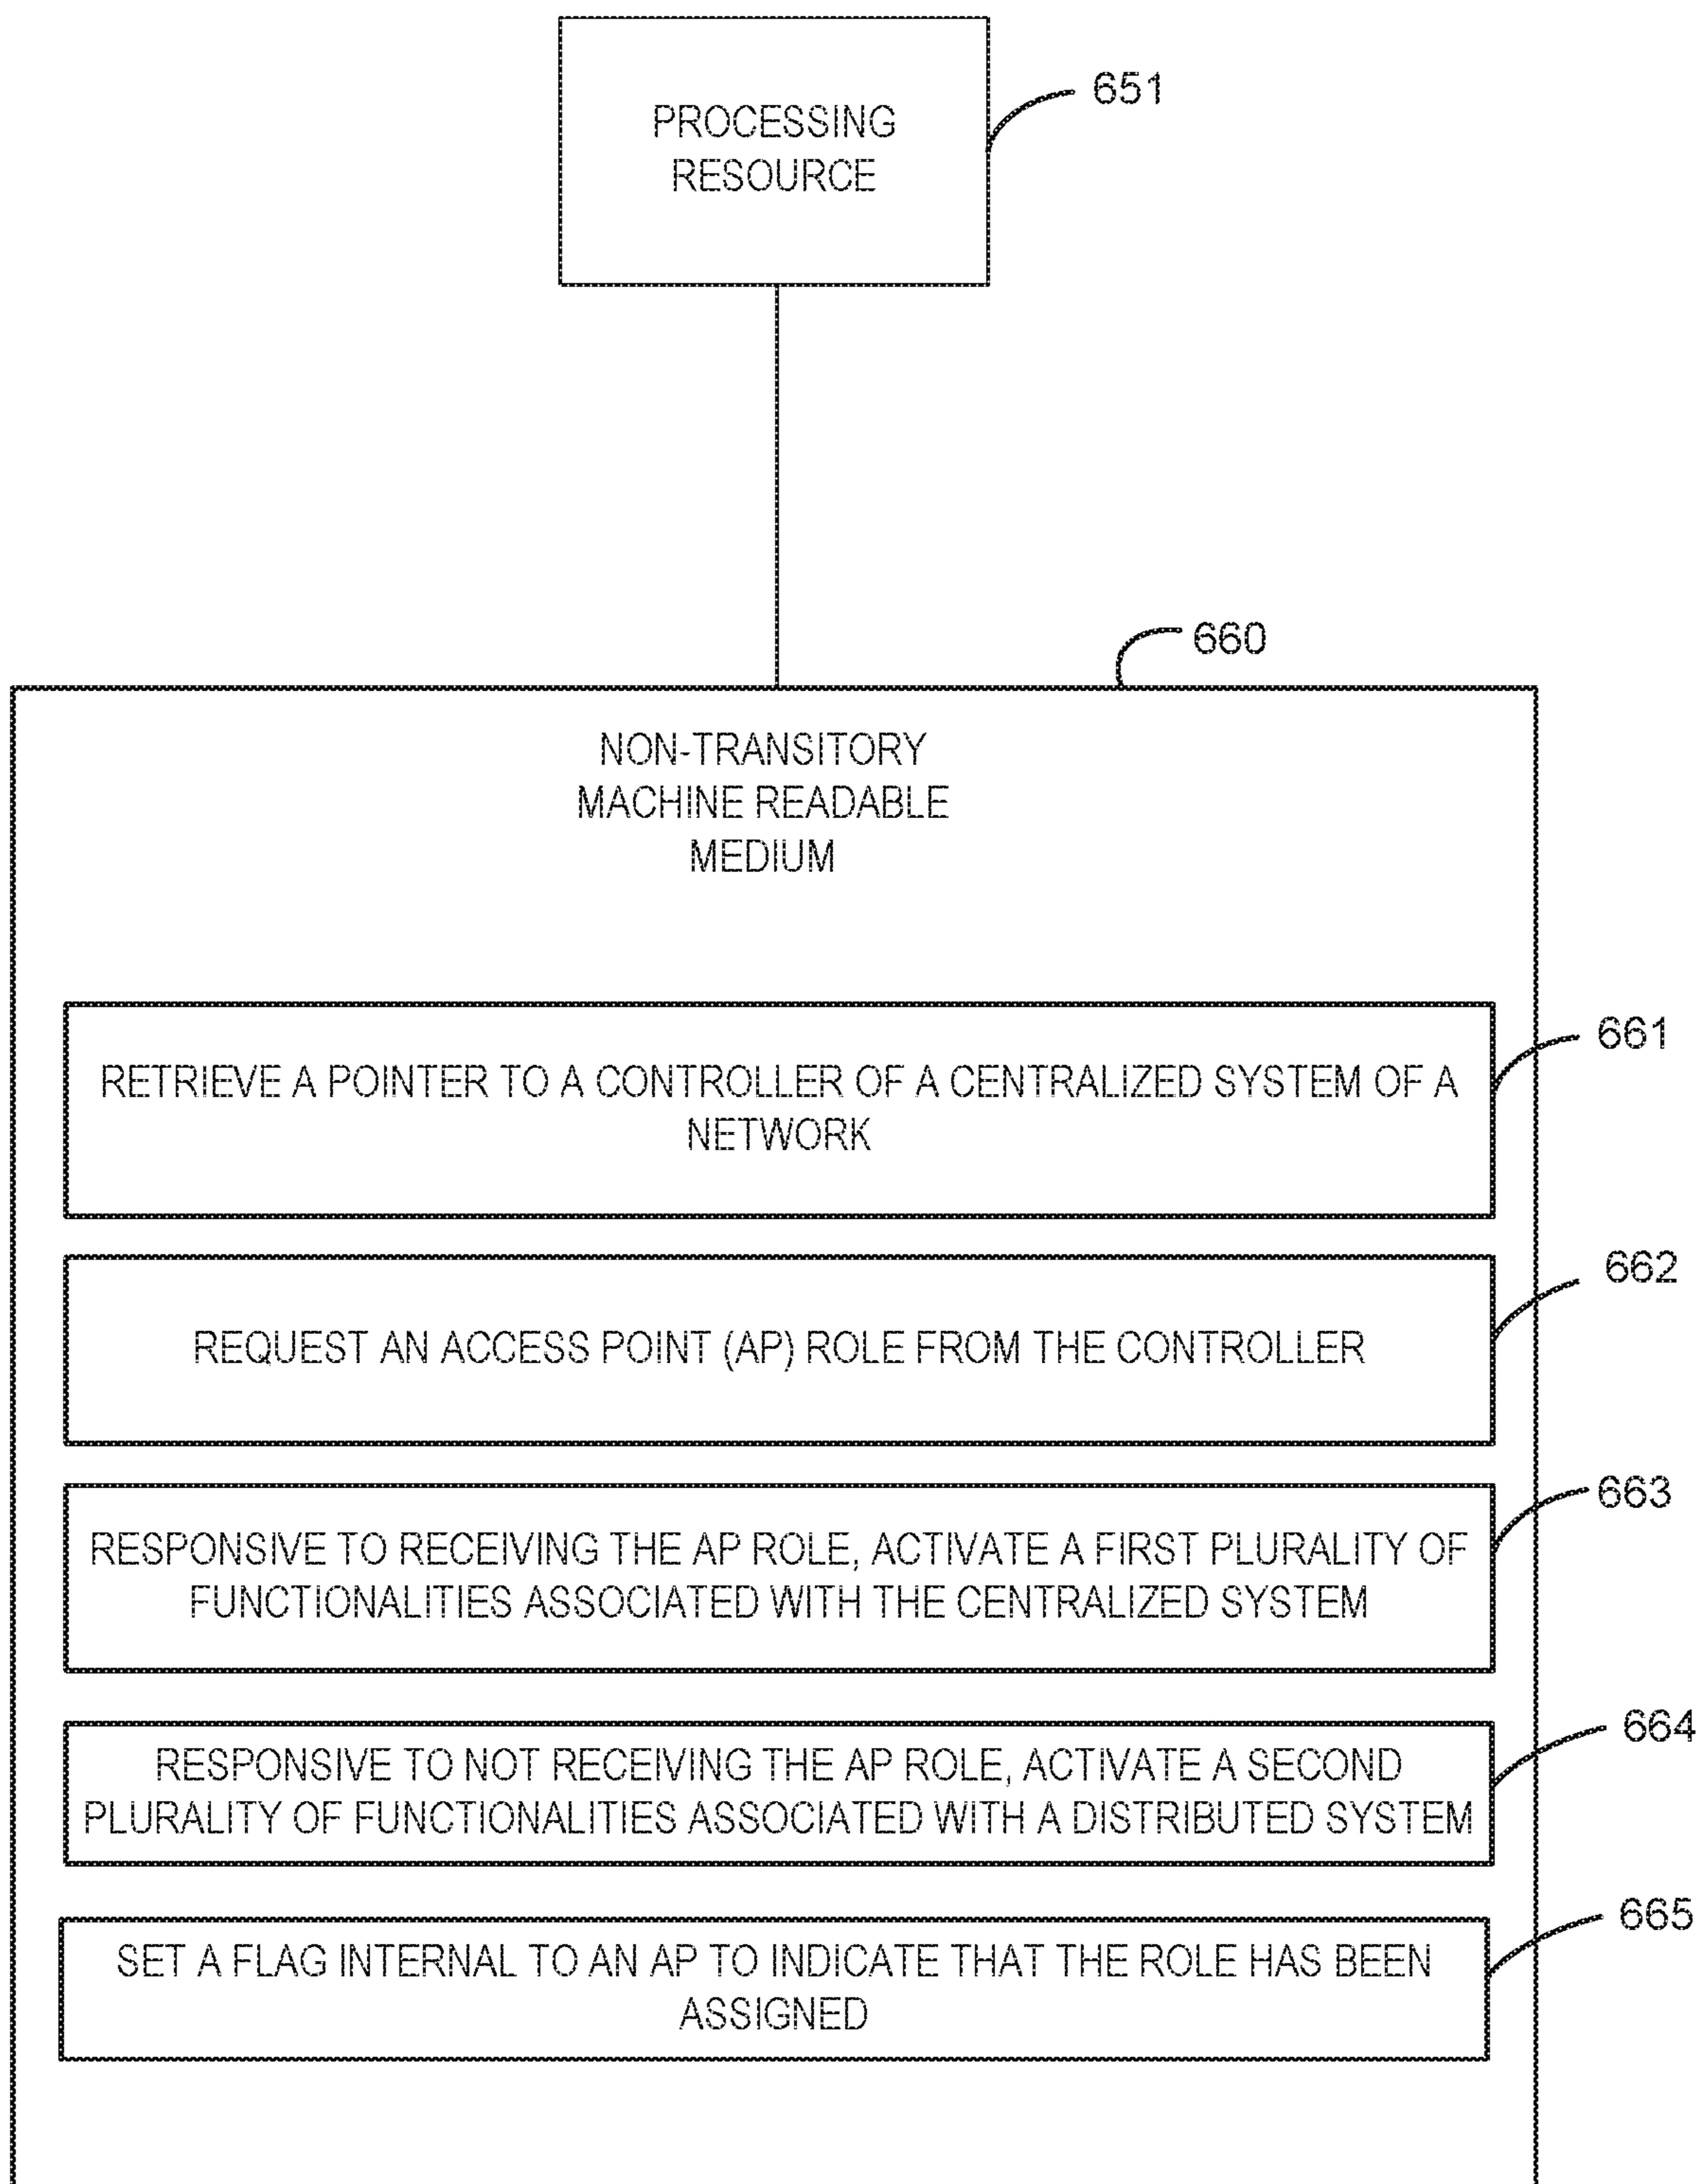 PROCESSING
RESOURCE
651
660
NON-TRANSITORY
MACHINE READABLE
MEDIUM
661
RETRIEVE A POINTER TO A CONTROLLER OF A CENTRALIZED SYSTEM OF A
NETWORK
662
REQUEST AN ACCESS POINT (AP) ROLE FROM THE CONTROLLER
663
RESPONSIVE TO RECEIVING THE AP ROLE, ACTIVATE A FIRST PLURALITY OF
FUNCTIONALITIES ASSOCIATED WITH THE CENTRALIZED SYSTEM
664
RESPONSIVE TO NOT RECEIVING THE AP ROLE, ACTIVATE A SECOND
PLURALITY OF FUNCTIONALITIES ASSOCIATED WITH A DISTRIBUTED SYSTEM
665
SET A FLAG INTERNAL TO AN AP TO INDICATE THAT THE ROLE HAS BEEN
ASSIGNED